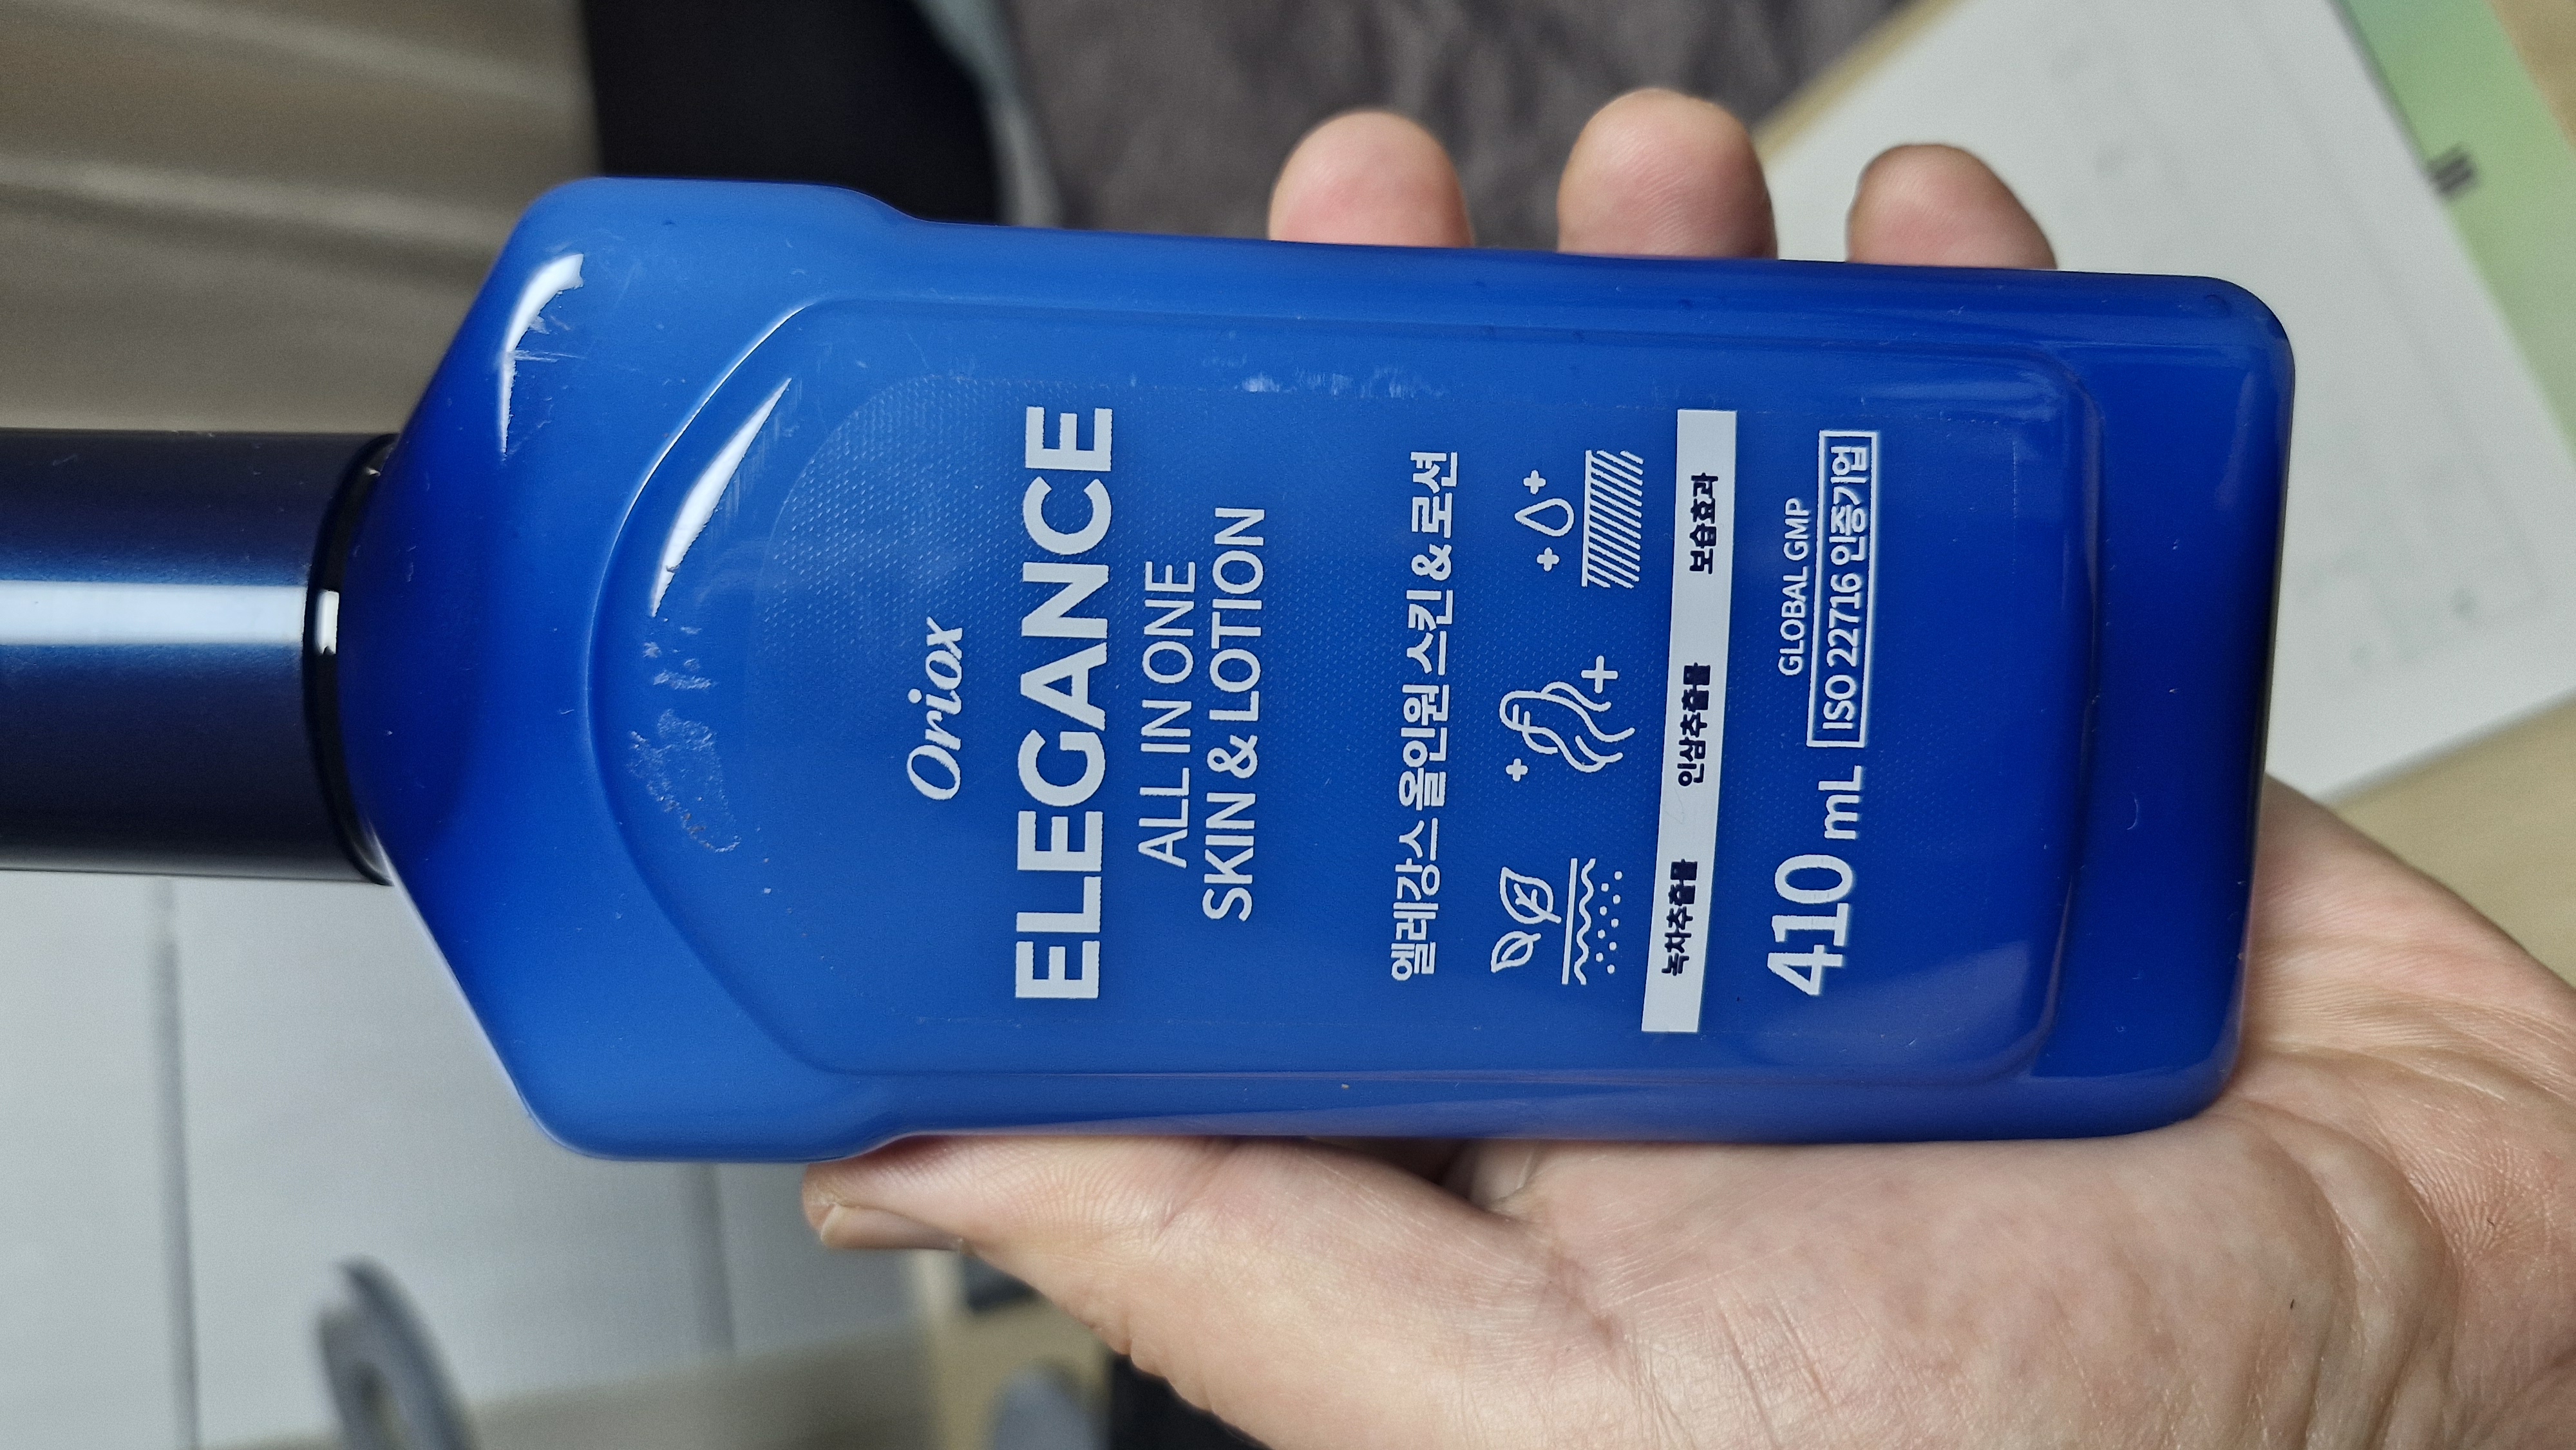 Oriox
ELEGANCE
ALL IN ONE
SKIN & LOTION
엘레강스 올인원 스킨 & 로션
녹차추출물 인삼추출물 보습효과
410 mL
GLOBAL GMP
ISO 22716 인증기업